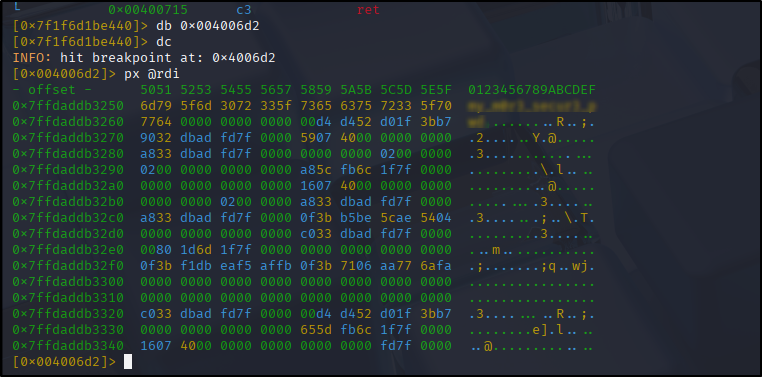 0×00400715 c3 ret
[0×7f1f6d1be440]> db 0×004006d2
[0×7f1f6d1be440]> dc
INFO: hit breakpoint at: 0×4006d2
[0×004006d2]> px @rdi
- offset - 5051 5253 5455 5657 5859 5A5B 5C5D 5E5F 0123456789ABCDEF
0×7ffdaddb3250 6d79 5f6d 3072 335f 7365 6375 7233 5f70
0×7ffdaddb3260 7764 0000 0000 0000 00d4 d452 d01f 3bb7 ........R..;.
0×7ffdaddb3270 9032 dbad fd7f 0000 5907 4000 0000 0000 .2......Y.@.....
0×7ffdaddb3280 a833 dbad fd7f 0000 0000 0000 0200 0000 .3..............
0×7ffdaddb3290 0200 0000 0000 0000 a85c fb6c 1f7f 0000 .........\.l....
0×7ffdaddb32a0 0000 0000 0000 0000 1607 4000 0000 0000 ..........@.....
0×7ffdaddb32b0 0000 0000 0200 0000 a833 dbad fd7f 0000 .........3......
0×7ffdaddb32c0 a833 dbad fd7f 0000 0f3b b5be 5cae 5404 .3.......;..\.T.
0×7ffdaddb32d0 0000 0000 0000 0000 c033 dbad fd7f 0000 .........3......
0×7ffdaddb32e0 0080 1d6d 1f7f 0000 0000 0000 0000 0000 ...m............
0×7ffdaddb32f0 0f3b f1db eaf5 affb 0f3b 7106 aa77 6afa .;.......;q..wj.
0×7ffdaddb3300 0000 0000 0000 0000 0000 0000 0000 0000 ................
0×7ffdaddb3310 0000 0000 0000 0000 0000 0000 0000 0000 ................
0×7ffdaddb3320 c033 dbad fd7f 0000 00d4 d452 d01f 3bb7 .3.........R..;.
0×7ffdaddb3330 0000 0000 0000 0000 655d fb6c 1f7f 0000 ........e].l....
0×7ffdaddb3340 1607 4000 0000 0000 0000 0000 fd7f 0000 ..@.............
[0×004006d2]>